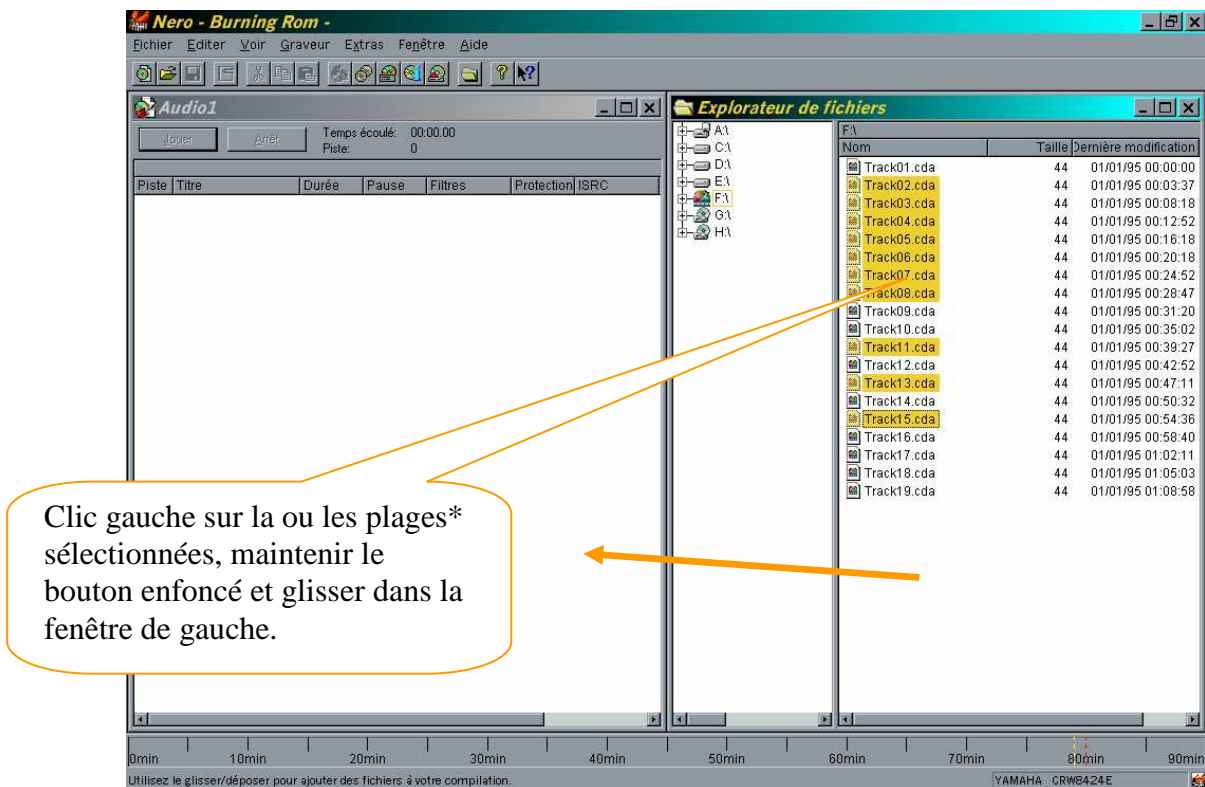 Nero - Burning Rom -
Fichier Editer Voir Graveur Extras Fenêtre Aide
Audio1
Jouer Arrêt Temps écoulé: 00:00.00
Piste: 0
Piste Titre Durée Pause Filtres Protection ISRC
Explorateur de fichiers
A:\
C:\
D:\
E:\
F:\
G:\
H:\
F:\
Nom Taille Dernière modification
Track01.cda 44 01/01/95 00:00:00
Track02.cda 44 01/01/95 00:03:37
Track03.cda 44 01/01/95 00:08:18
Track04.cda 44 01/01/95 00:12:52
Track05.cda 44 01/01/95 00:16:18
Track06.cda 44 01/01/95 00:20:18
Track07.cda 44 01/01/95 00:24:52
Track08.cda 44 01/01/95 00:28:47
Track09.cda 44 01/01/95 00:31:20
Track10.cda 44 01/01/95 00:35:02
Track11.cda 44 01/01/95 00:39:27
Track12.cda 44 01/01/95 00:42:52
Track13.cda 44 01/01/95 00:47:11
Track14.cda 44 01/01/95 00:50:32
Track15.cda 44 01/01/95 00:54:36
Track16.cda 44 01/01/95 00:58:40
Track17.cda 44 01/01/95 01:02:11
Track18.cda 44 01/01/95 01:05:03
Track19.cda 44 01/01/95 01:08:58
Clic gauche sur la ou les plages*
sélectionnées, maintenir le
bouton enfoncé et glisser dans la
fenêtre de gauche.
0min 10min 20min 30min 40min 50min 60min 70min 80min 90min
Utilisez le glisser/déposer pour ajouter des fichiers à votre compilation. YAMAHA CRW8424E